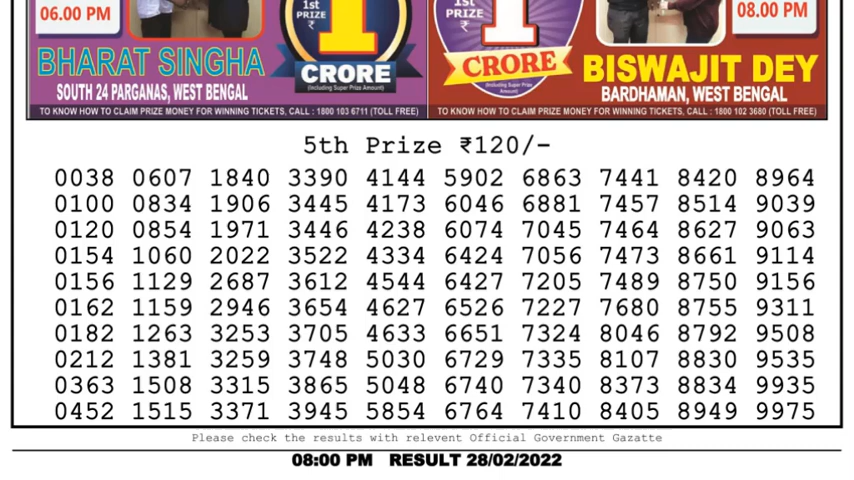 06.00 PM
1st
PRIZE
₹
1
CRORE
(Including Super Prize Amount)
BHARAT SINGHA
SOUTH 24 PARGANAS, WEST BENGAL
TO KNOW HOW TO CLAIM PRIZE MONEY FOR WINNING TICKETS, CALL : 1800 103 6711 (TOLL FREE)
1st
PRIZE
₹
1
CRORE
(Including Super Prize
Amount)
08.00 PM
BISWAJIT DEY
BARDHAMAN, WEST BENGAL
TO KNOW HOW TO CLAIM PRIZE MONEY FOR WINNING TICKETS, CALL : 1800 102 3680 (TOLL FREE)
5th Prize ₹120/-
0038 0607 1840 3390 4144 5902 6863 7441 8420 8964
0100 0834 1906 3445 4173 6046 6881 7457 8514 9039
0120 0854 1971 3446 4238 6074 7045 7464 8627 9063
0154 1060 2022 3522 4334 6424 7056 7473 8661 9114
0156 1129 2687 3612 4544 6427 7205 7489 8750 9156
0162 1159 2946 3654 4627 6526 7227 7680 8755 9311
0182 1263 3253 3705 4633 6651 7324 8046 8792 9508
0212 1381 3259 3748 5030 6729 7335 8107 8830 9535
0363 1508 3315 3865 5048 6740 7340 8373 8834 9935
0452 1515 3371 3945 5854 6764 7410 8405 8949 9975
Please check the results with relevent Official Government Gazatte
08:00 PM RESULT 28/02/2022